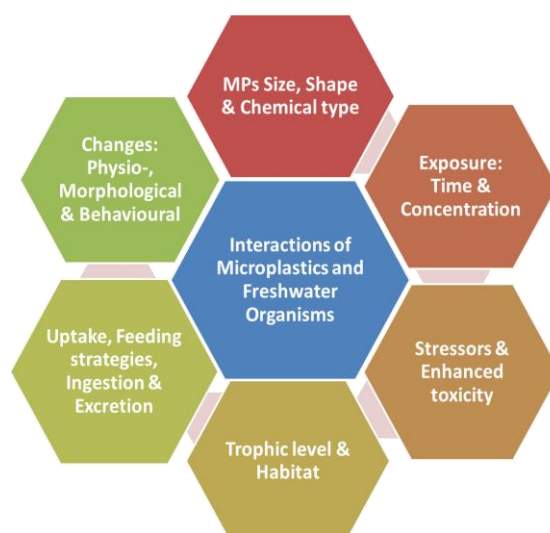 MPs Size, Shape
& Chemical type
Exposure:
Time &
Concentration
Stressors &
Enhanced
toxicity
Trophic level &
Habitat
Uptake, Feeding
strategies,
Ingestion &
Excretion
Changes:
Physio-,
Morphological
& Behavioural
Interactions of
Microplastics and
Freshwater
Organisms